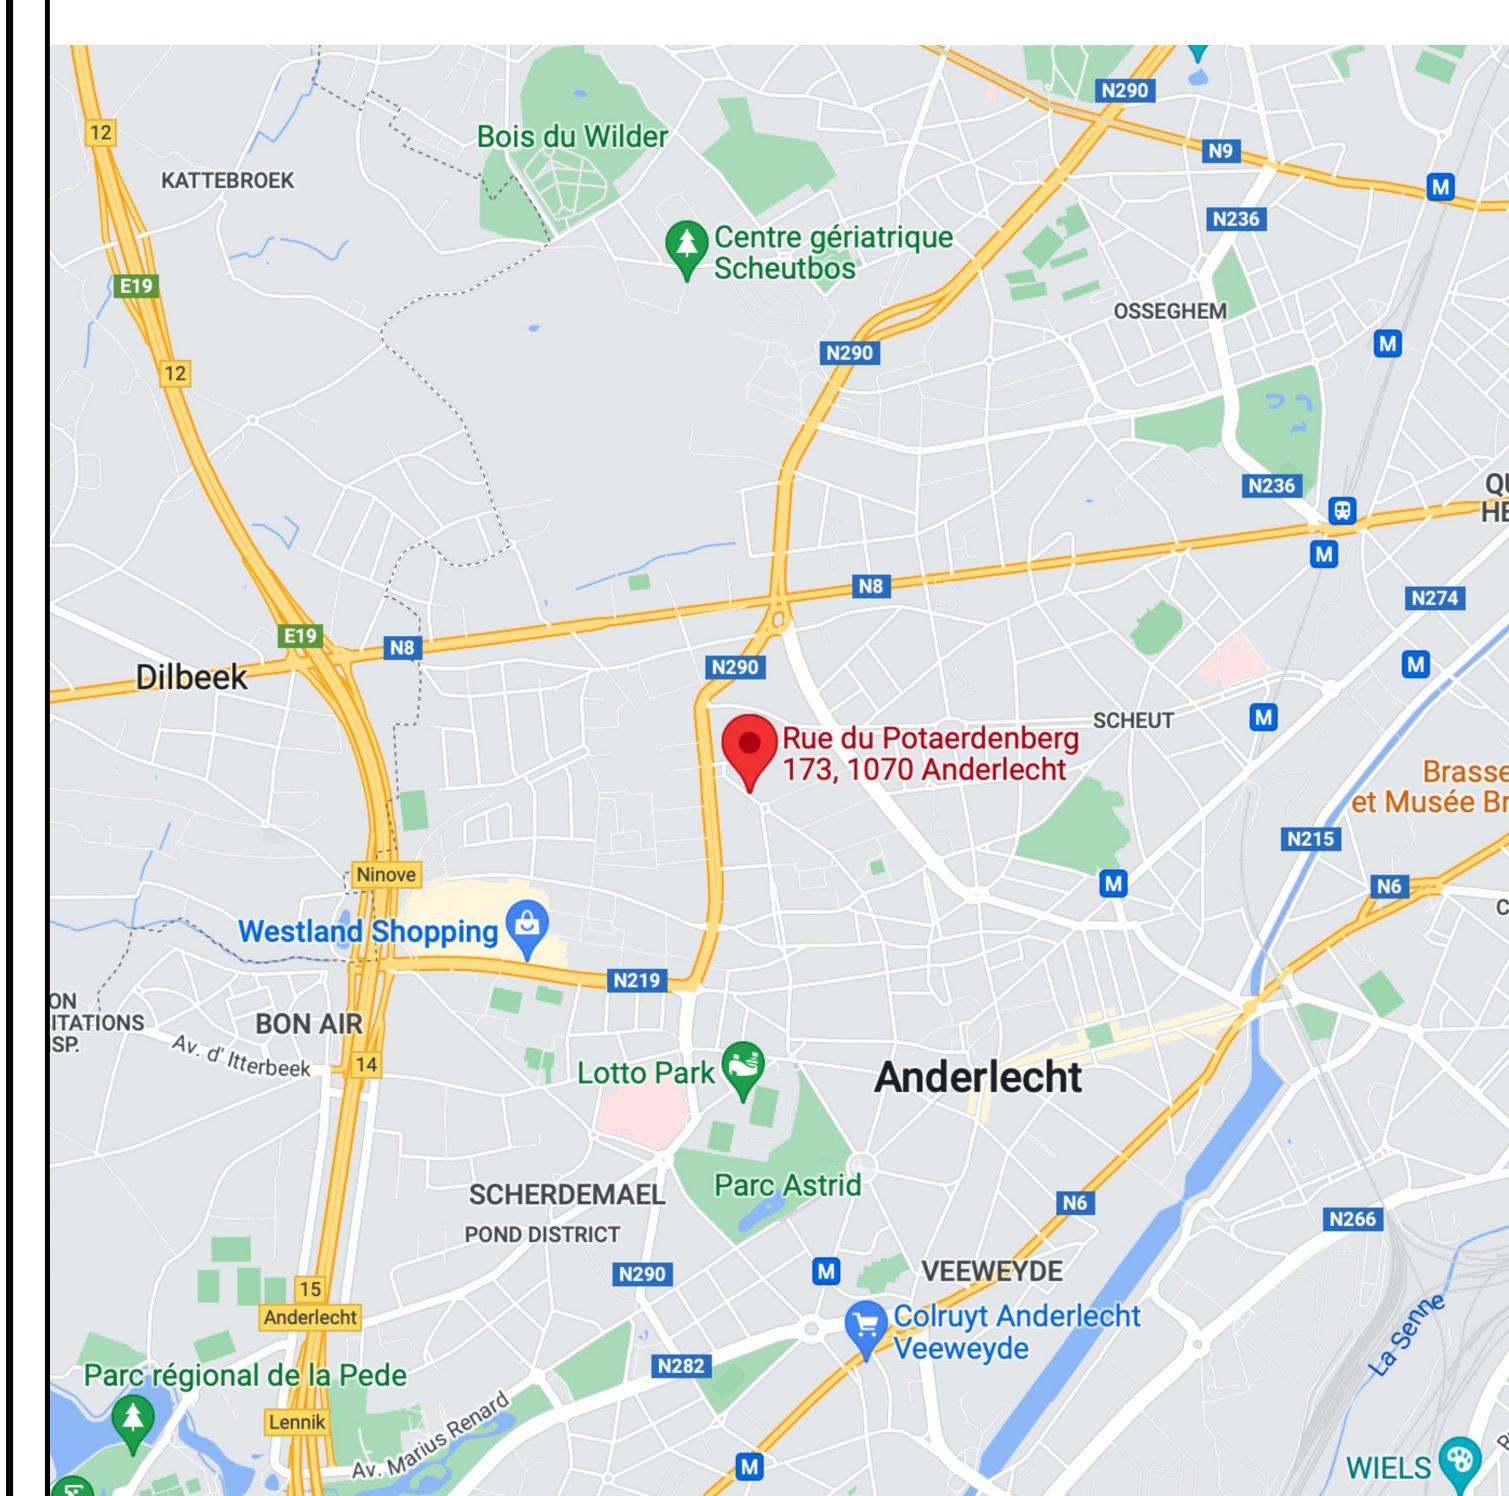 N290
12
Bois du Wilder
N9
KATTEBROEK
M
N236
Centre gériatrique
Scheutbos
E19
OSSEGHEM
N290
M
12
N236
M
N8
N274
E19
N8
N290
M
Dilbeek
SCHEUT
M
Rue du Potaerdenberg
173, 1070 Anderlecht
Brasse
et Musée Br
N215
Ninove
M
N6
Westland Shopping
N219
BON AIR
ON
ITATIONS
SP.
Av. d' Itterbeek
14
Lotto Park
Anderlecht
Parc Astrid
SCHERDEMAEL
POND DISTRICT
N6
N266
N290
M
VEEWEYDE
15
Anderlecht
Colruyt Anderlecht
Veeweyde
La Senne
N282
Parc régional de la Pede
Lennik
Av. Marius Renard
M
WIELS